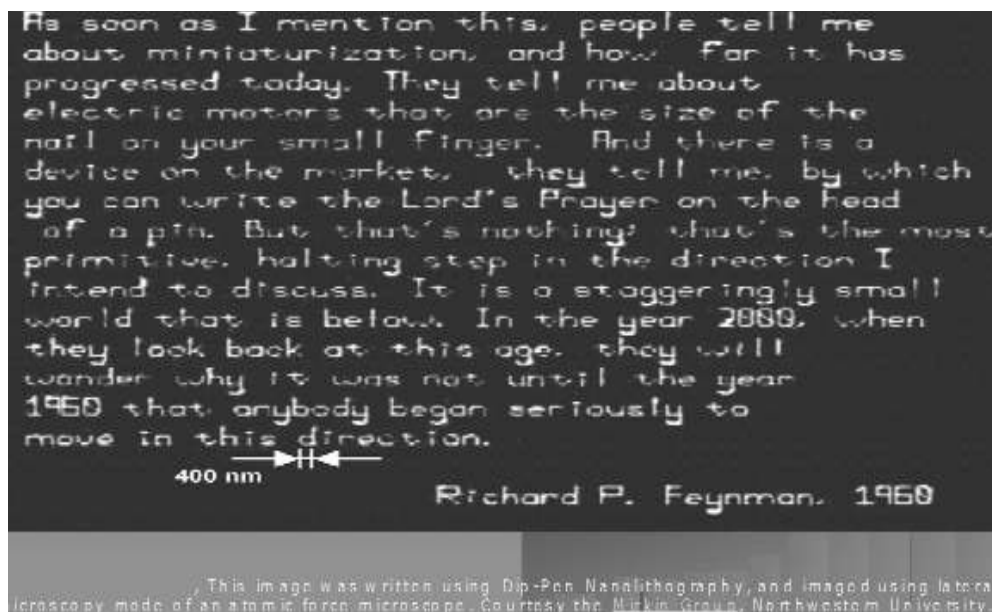 As soon as I mention this, people tell me
about miniaturization, and how far it has
progressed today. They tell me about
electric motors that are the size of the
nail on your small finger. And there is a
device on the market, they tell me, by which
you can write the Lord's Prayer on the head
of a pin. But that's nothing; that's the most
primitive, halting step in the direction I
intend to discuss. It is a staggeringly small
world that is below. In the year 2000, when
they look back at this age, they will
wonder why it was not until the year
1960 that anybody began seriously to
move in this direction.
400 nm
Richard P. Feynman, 1960
, This image was written using Dip-Pen Nanolithography, and imaged using latera
icroscopy mode of an atomic force microscope. Courtesy the Mirkin Group, Northwestern University